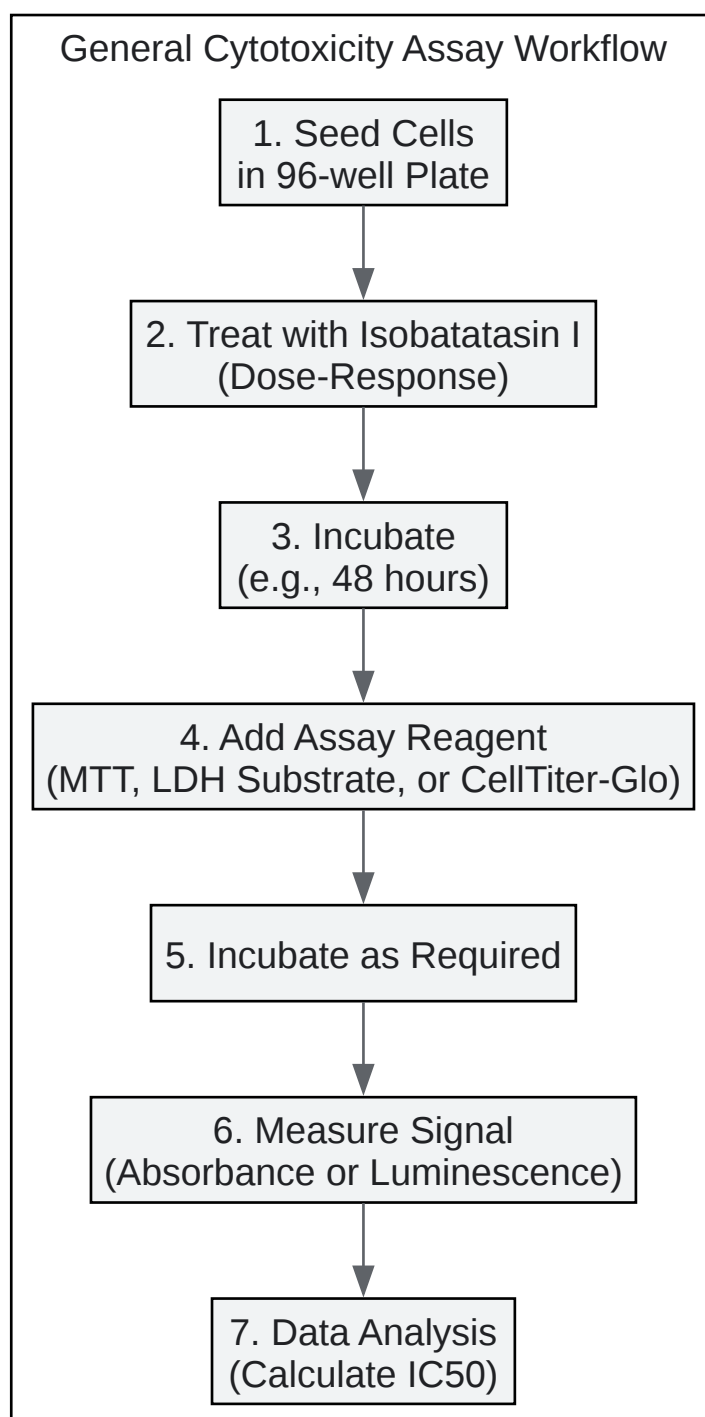 General Cytotoxicity Assay Workflow
1. Seed Cells
in 96-well Plate
2. Treat with Isobatatasin I
(Dose-Response)
3. Incubate
(e.g., 48 hours)
4. Add Assay Reagent
(MTT, LDH Substrate, or CellTiter-Glo)
5. Incubate as Required
6. Measure Signal
(Absorbance or Luminescence)
7. Data Analysis
(Calculate IC50)